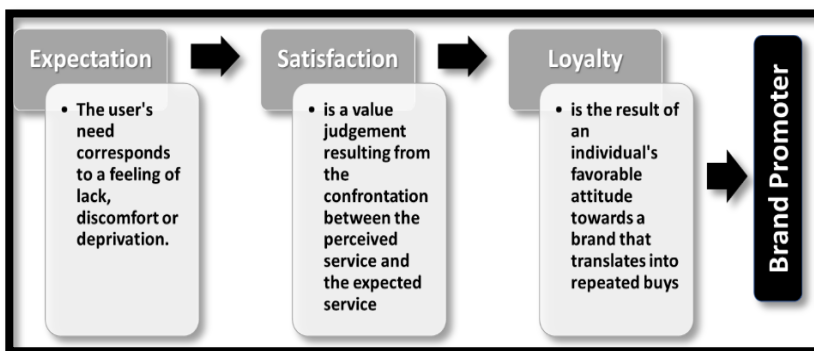 Expectation
• The user's
need
corresponds
to a feeling of
lack,
discomfort or
deprivation.
Satisfaction
• is a value
judgement
resulting from
the
confrontation
between the
perceived
service and
the expected
service
Loyalty
• is the result of
an
individual's
favorable
attitude
towards a
brand that
translates into
repeated buys
Brand Promoter